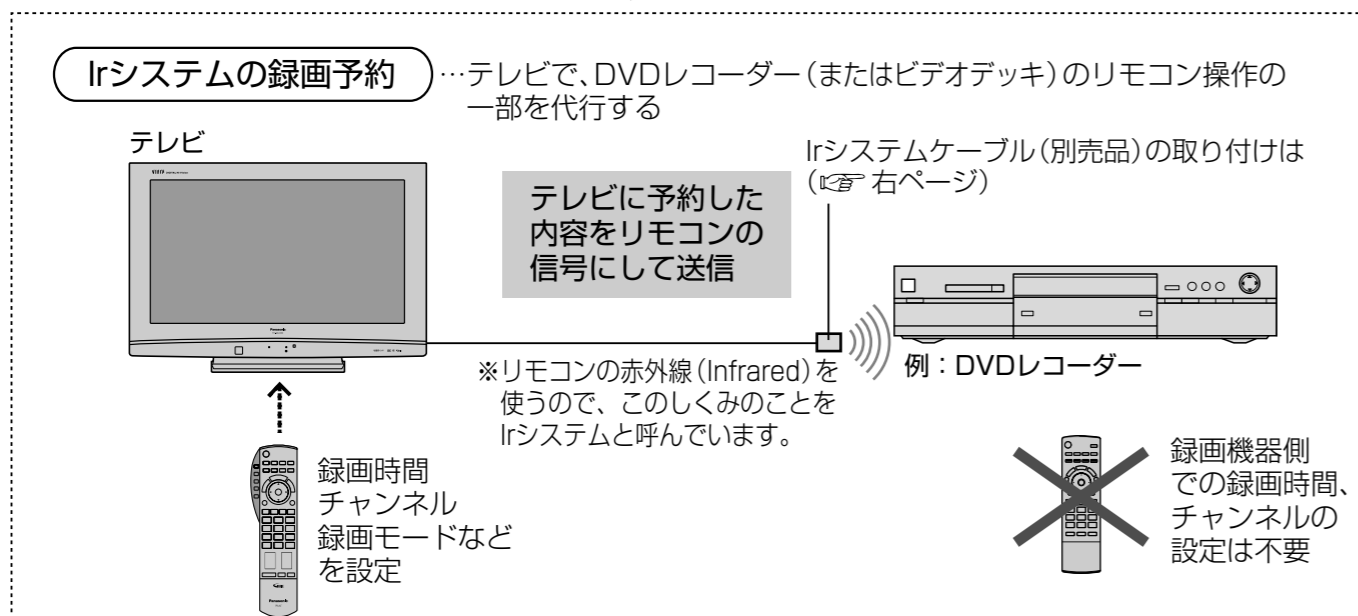 Irシステムの録画予約
…テレビで、DVDレコーダー(またはビデオデッキ)のリモコン操作の
一部を代行する
テレビ
Irシステムケーブル(別売品)の取り付けは
(☞ 右ページ)
テレビに予約した
内容をリモコンの
信号にして送信
VIERA
Panasonic
例:DVDレコーダー
※リモコンの赤外線(Infrared)を
使うので、このしくみのことを
Irシステムと呼んでいます。
録画時間
チャンネル
録画モードなど
を設定
Panasonic
録画機器側
での録画時間、
チャンネルの
設定は不要